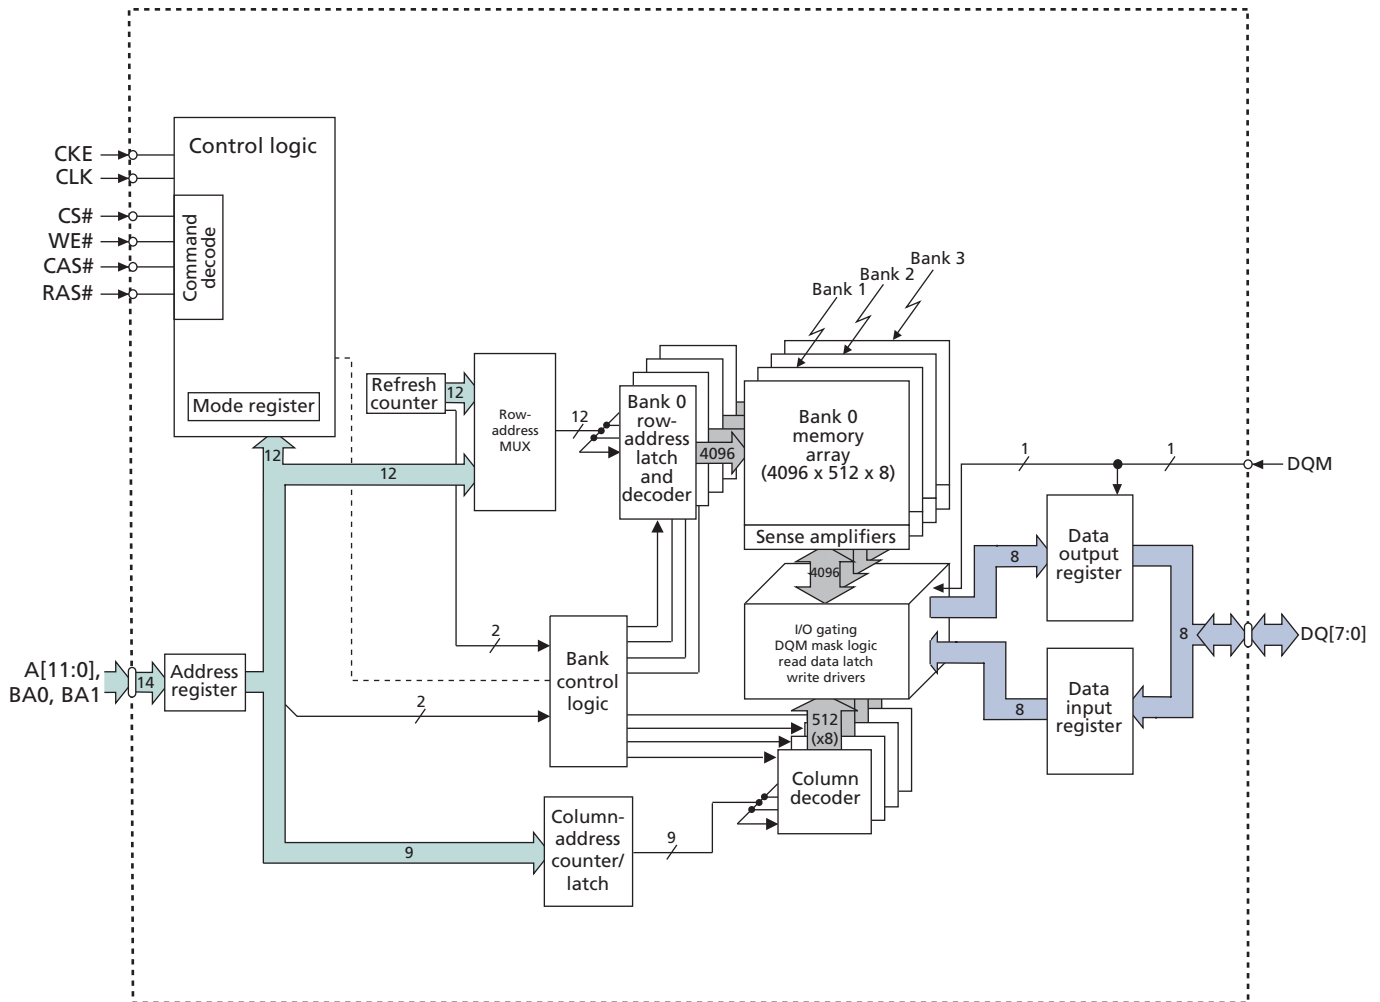 Control logic
CKE
CLK
CS#
WE#
CAS#
RAS#
Command
decode
Mode register
Bank 3
Bank 2
Bank 1
Refresh
counter
12
Row-
address
MUX
12
Bank 0
row-
address
latch
and
decoder
4096
Bank 0
memory
array
(4096 x 512 x 8)
Sense amplifiers
12
12
1
1
DQM
Data
output
register
8
4096
I/O gating
DQM mask logic
read data latch
write drivers
2
Bank
control
logic
8
DQ[7:0]
A[11:0],
BA0, BA1
14
Address
register
2
Data
input
register
8
512
(x8)
Column
decoder
Column-
address
counter/
latch
9
9